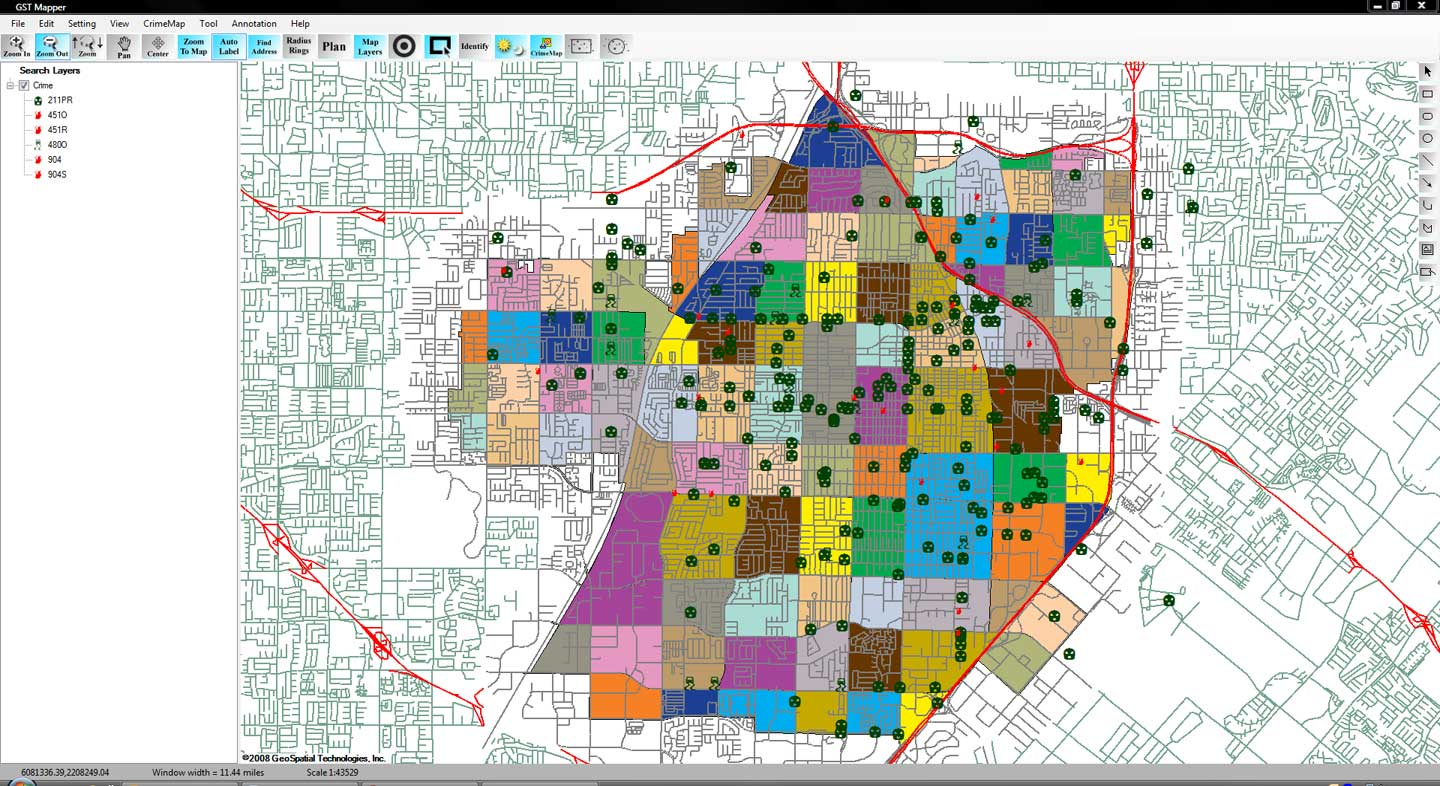 GST Mapper
File Edit Setting View CrimeMap Tool Annotation Help
Zoom In Zoom Out Zoom Pan Center Zoom To Map Auto Label Find Address Radius Rings Plan Map Layers Identify CrimeMap
Search Layers
Crime
211PR
451O
451R
480O
904
904S
©2008 GeoSpatial Technologies, Inc.
6081336.39,2208249.04 Window width = 11.44 miles Scale 1:43529